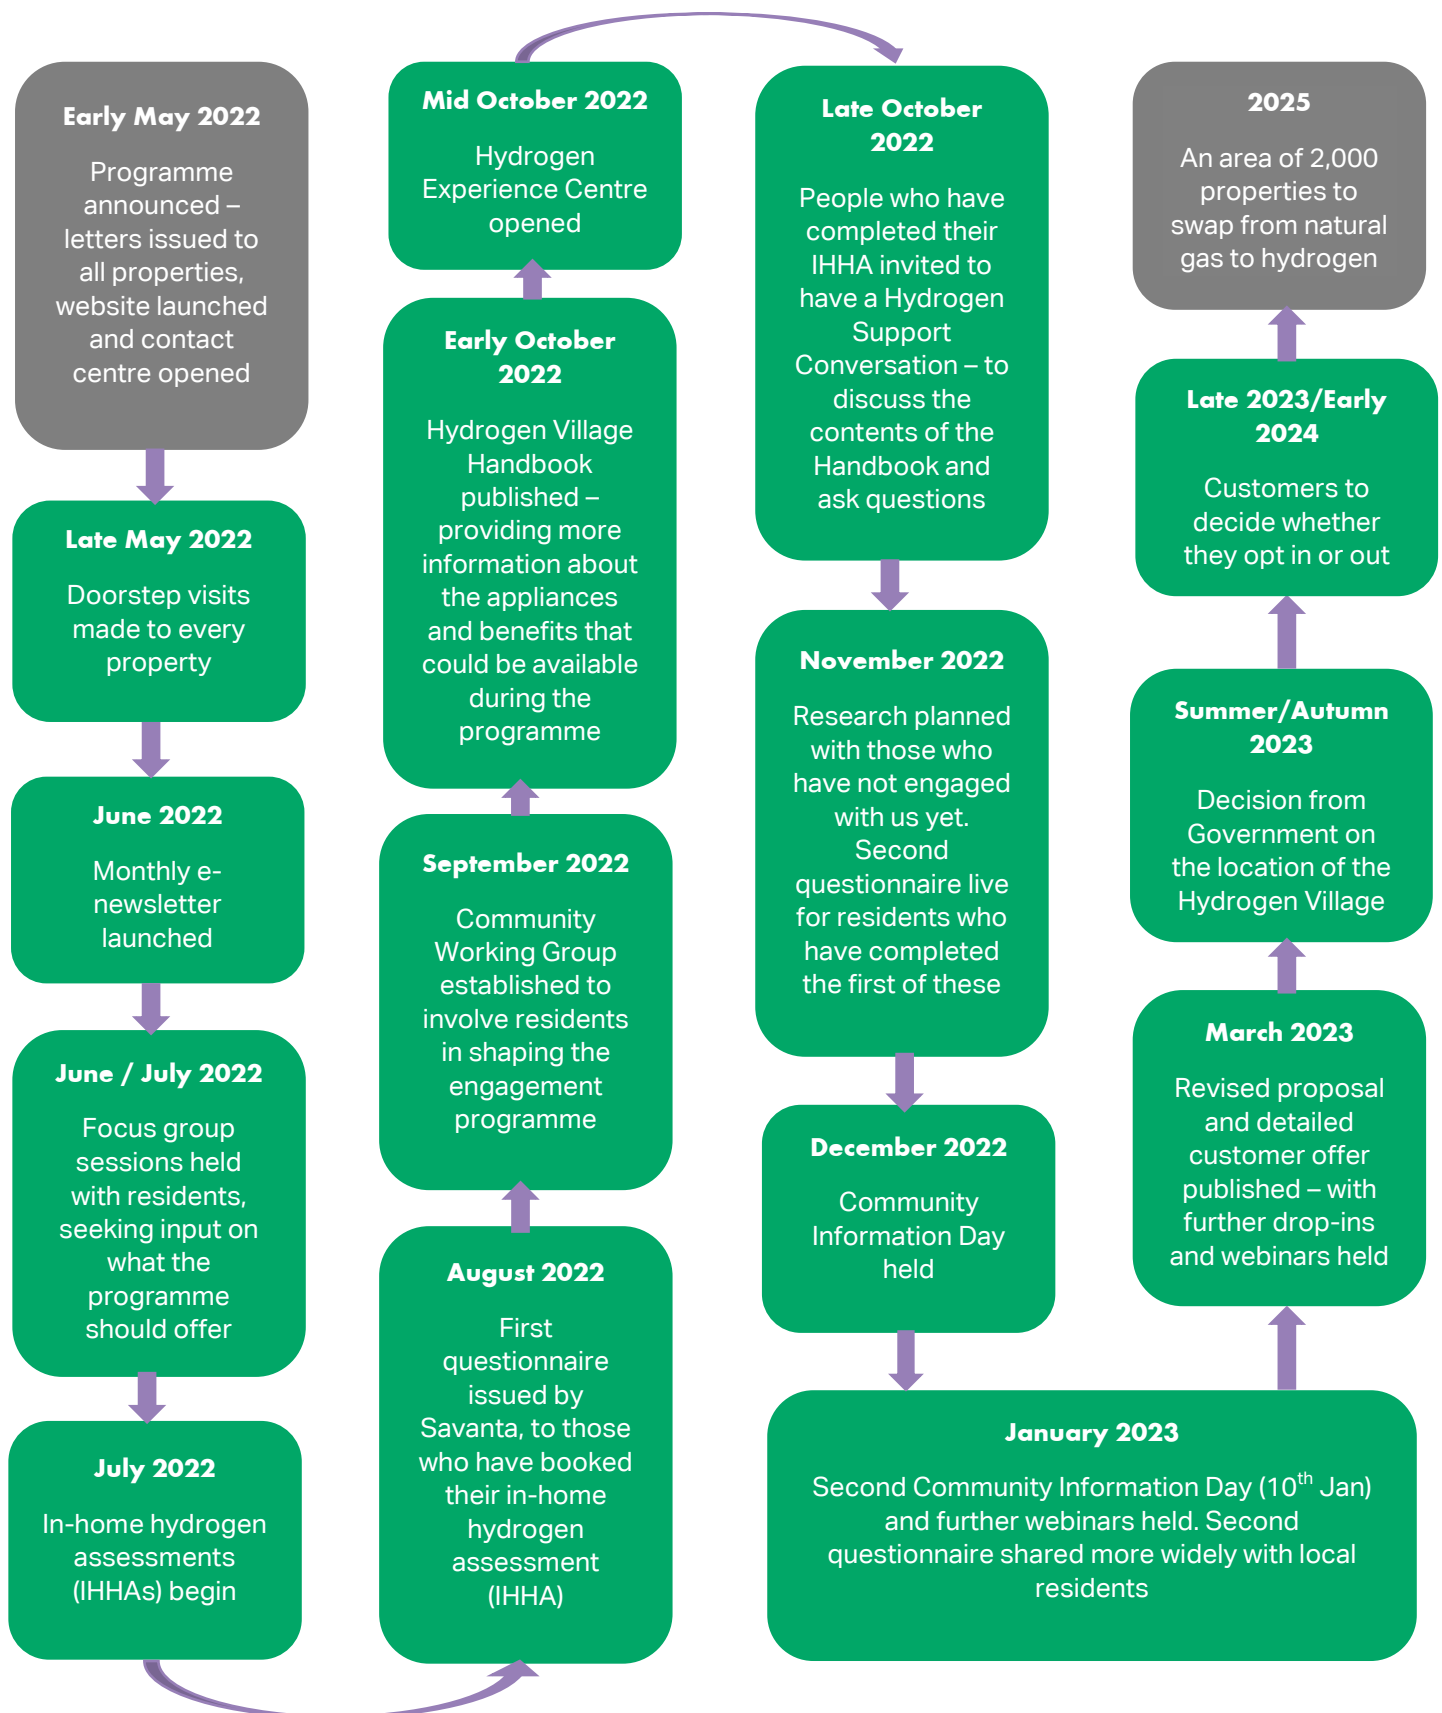 Early May 2022
Programme
announced –
letters issued to
all properties,
website launched
and contact
centre opened
Late May 2022
Doorstep visits
made to every
property
June 2022
Monthly e-
newsletter
launched
June / July 2022
Focus group
sessions held
with residents,
seeking input on
what the
programme
should offer
July 2022
In-home hydrogen
assessments
(IHHAs) begin
August 2022
First
questionnaire
issued by
Savanta, to those
who have booked
their in-home
hydrogen
assessment
(IHHA)
September 2022
Community
Working Group
established to
involve residents
in shaping the
engagement
programme
Early October
2022
Hydrogen Village
Handbook
published –
providing more
information about
the appliances
and benefits that
could be available
during the
programme
Mid October 2022
Hydrogen
Experience Centre
opened
Late October
2022
People who have
completed their
IHHA invited to
have a Hydrogen
Support
Conversation – to
discuss the
contents of the
Handbook and
ask questions
November 2022
Research planned
with those who
have not engaged
with us yet.
Second
questionnaire live
for residents who
have completed
the first of these
December 2022
Community
Information Day
held
January 2023
Second Community Information Day (10th Jan)
and further webinars held. Second
questionnaire shared more widely with local
residents
March 2023
Revised proposal
and detailed
customer offer
published – with
further drop-ins
and webinars held
Summer/Autumn
2023
Decision from
Government on
the location of the
Hydrogen Village
Late 2023/Early
2024
Customers to
decide whether
they opt in or out
2025
An area of 2,000
properties to
swap from natural
gas to hydrogen